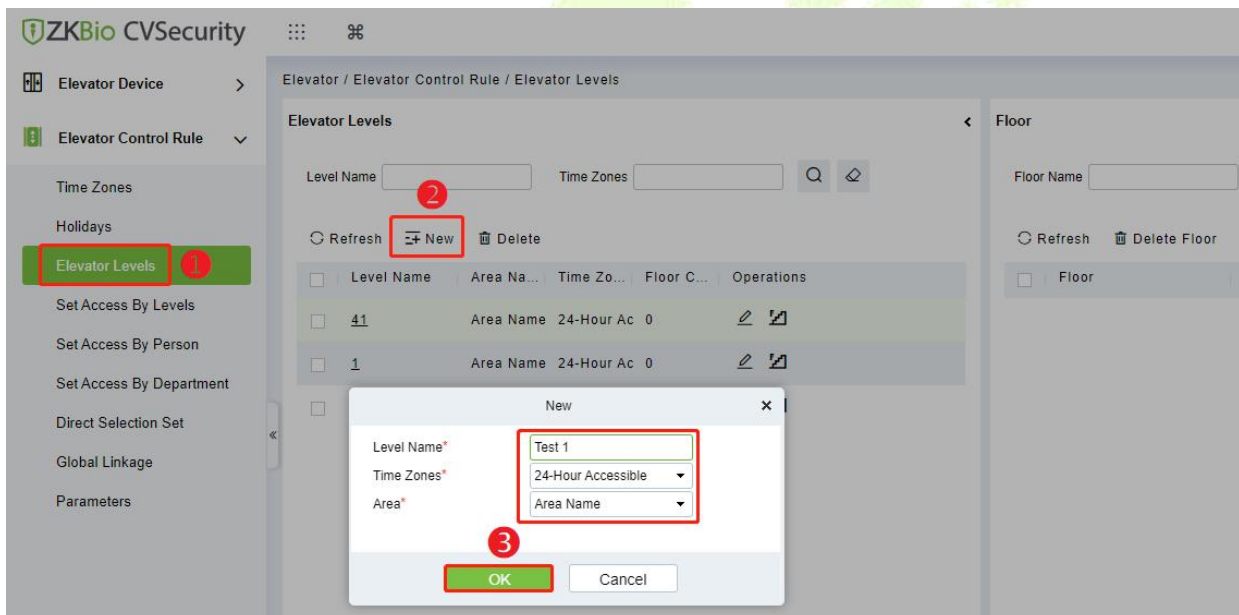 ZKBio CVSecurity
Elevator Device
Elevator Control Rule
Time Zones
Holidays
Elevator Levels
1
Set Access By Levels
Set Access By Person
Set Access By Department
Direct Selection Set
Global Linkage
Parameters
Elevator / Elevator Control Rule / Elevator Levels
Elevator Levels
Level Name
Time Zones
2
Refresh
New
Delete
Level Name Area Na... Time Zo... Floor C... Operations
41 Area Name 24-Hour Ac 0
1 Area Name 24-Hour Ac 0
New
Level Name* Test 1
Time Zones* 24-Hour Accessible
Area* Area Name
3
OK Cancel
Floor
Floor Name
Refresh Delete Floor
Floor